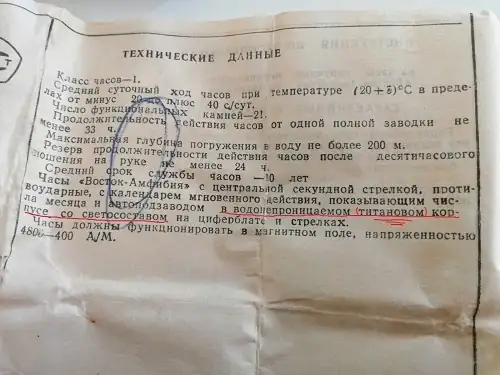 ТЕХНИЧЕСКИЕ ДАННЫЕ
Класс часов—1.
Средний суточный ход часов при температуре (20±5)°С в преде-
лах от минус 20 до плюс 40 с/сут.
Число функциональных камней—21.
Продолжительность действия часов от одной полной заводки не
менее 33 ч.
Максимальная глубина погружения в воду не более 200 м.
Резерв продолжительности действия часов после десятичасового
ношения на руке не менее 24 ч.
Средний срок службы часов —10 лет
Часы «Восток-Амфибия» с центральной секундной стрелкой, проти-
воударные, с календарем мгновенного действия, показывающим чис-
ла месяца и автоподзаводом в водонепроницаемом (титановом) кор-
пусе со светосоставом на циферблате и стрелках.
Часы должны функционировать в магнитном поле, напряженностью
4800—400 А/М.